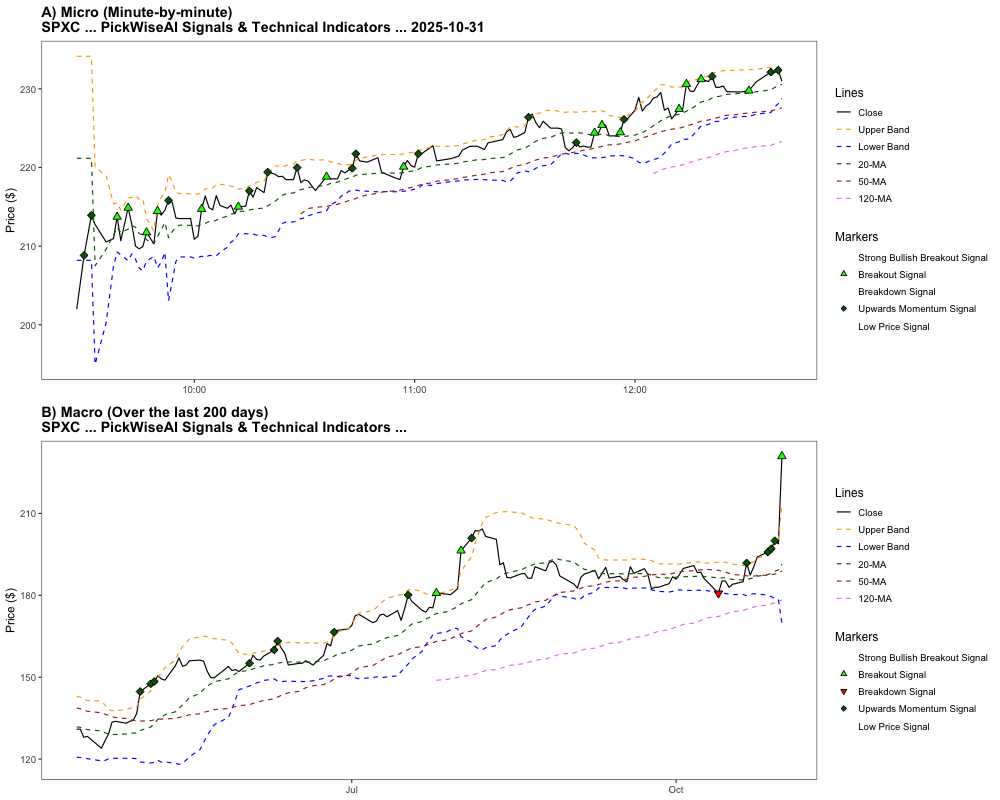 A) Micro (Minute-by-minute)
SPXC ... PickWiseAI Signals & Technical Indicators ... 2025-10-31
Price ($)
230
220
210
200
10:00
11:00
12:00
Lines
Close
Upper Band
Lower Band
20-MA
50-MA
120-MA
Markers
Strong Bullish Breakout Signal
Breakout Signal
Breakdown Signal
Upwards Momentum Signal
Low Price Signal
B) Macro (Over the last 200 days)
SPXC ... PickWiseAI Signals & Technical Indicators ...
Price ($)
210
180
150
120
Jul
Oct
Lines
Close
Upper Band
Lower Band
20-MA
50-MA
120-MA
Markers
Strong Bullish Breakout Signal
Breakout Signal
Breakdown Signal
Upwards Momentum Signal
Low Price Signal